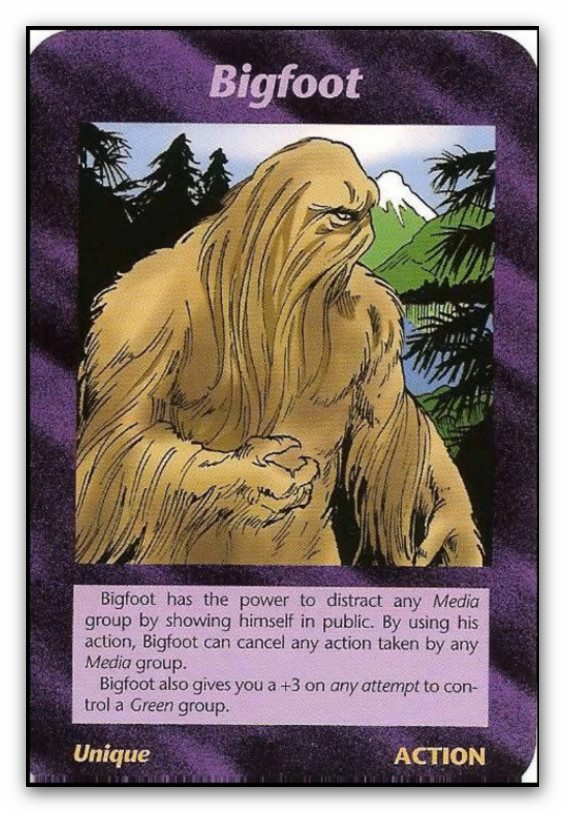 Bigfoot
Bigfoot has the power to distract any Media
group by showing himself in public. By using his
action, Bigfoot can cancel any action taken by any
Media group.
Bigfoot also gives you a +3 on any attempt to con-
trol a Green group.
Unique
ACTION